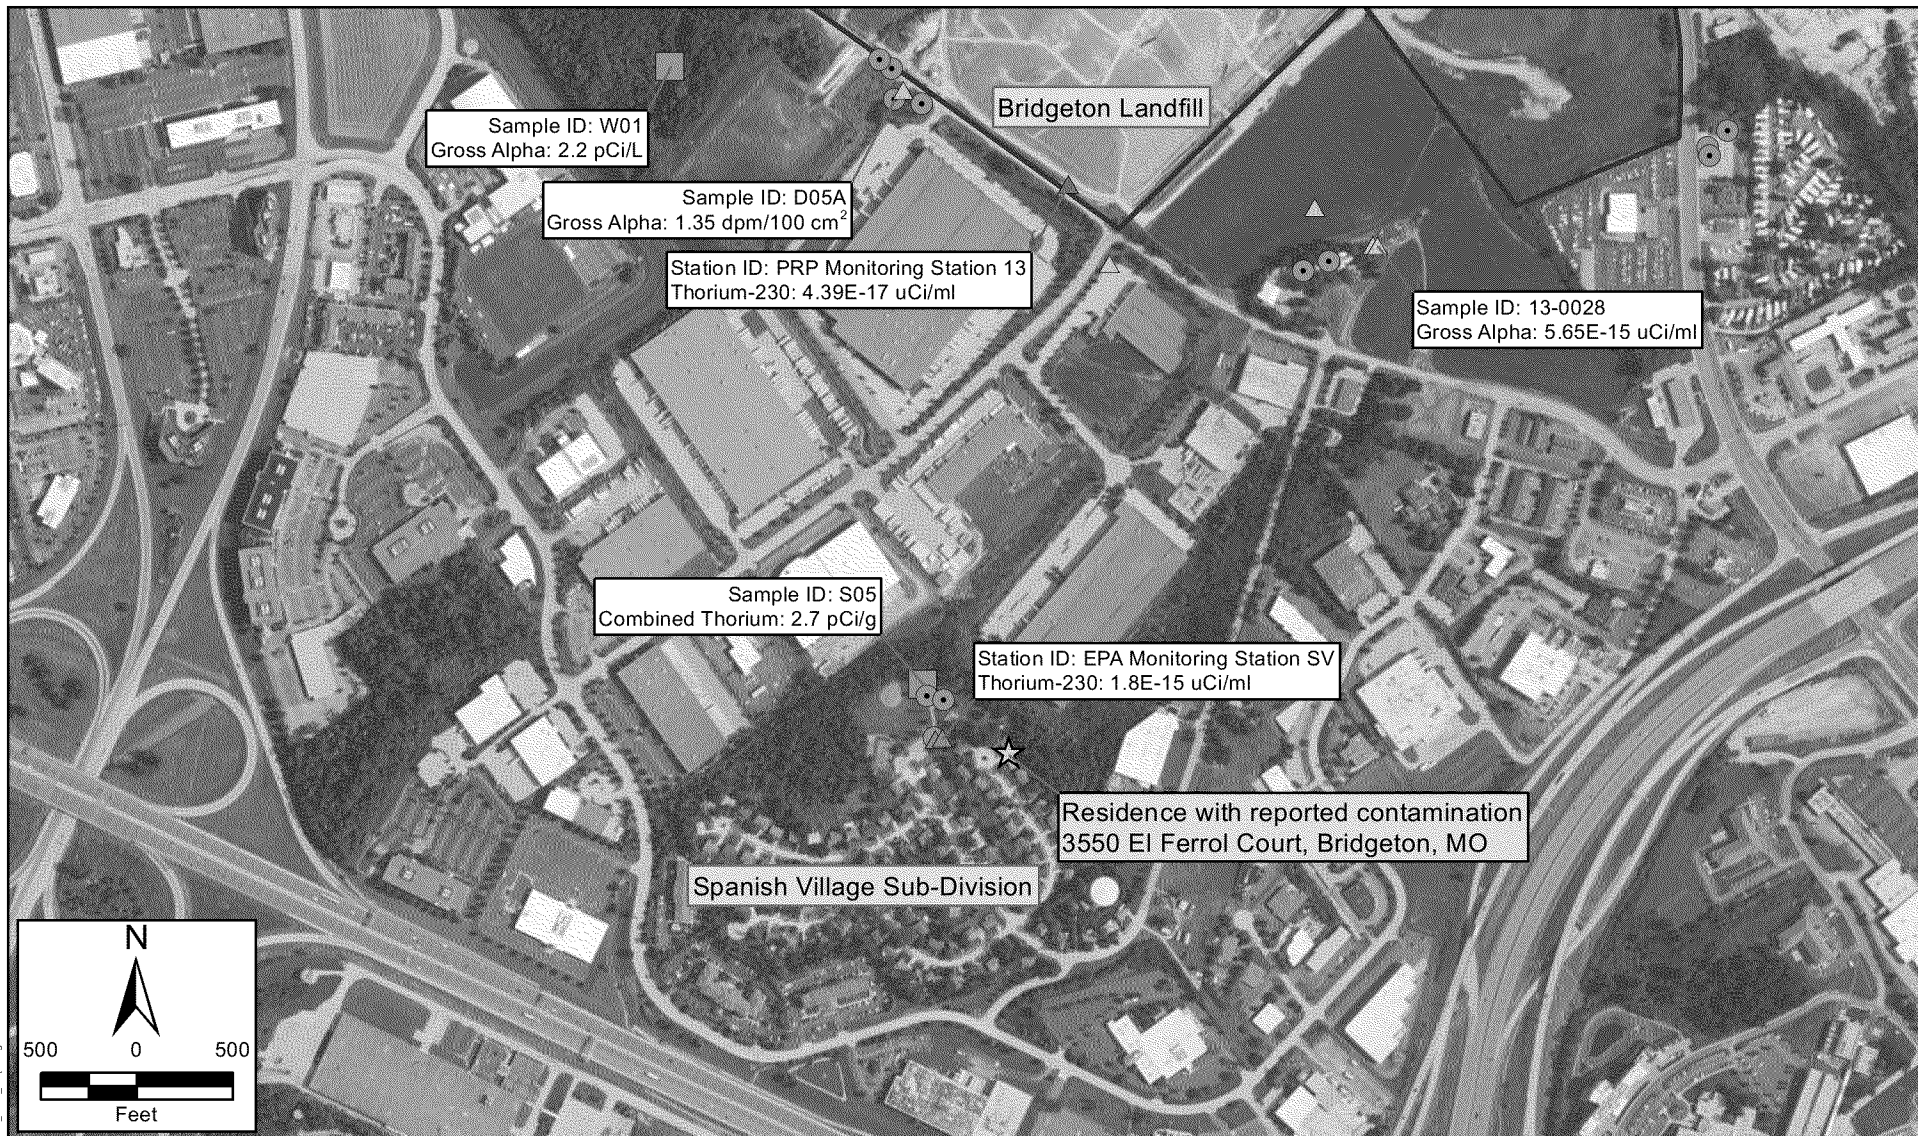 Bridgeton Landfill
Sample ID: W01
Gross Alpha: 2.2 pCi/L
Sample ID: D05A
Gross Alpha: 1.35 dpm/100 cm²
Station ID: PRP Monitoring Station 13
Thorium-230: 4.39E-17 uCi/ml
Sample ID: 13-0028
Gross Alpha: 5.65E-15 uCi/ml
Sample ID: S05
Combined Thorium: 2.7 pCi/g
Station ID: EPA Monitoring Station SV
Thorium-230: 1.8E-15 uCi/ml
Residence with reported contamination
3550 El Ferrol Court, Bridgeton, MO
Spanish Village Sub-Division
N
500 0 500
Feet